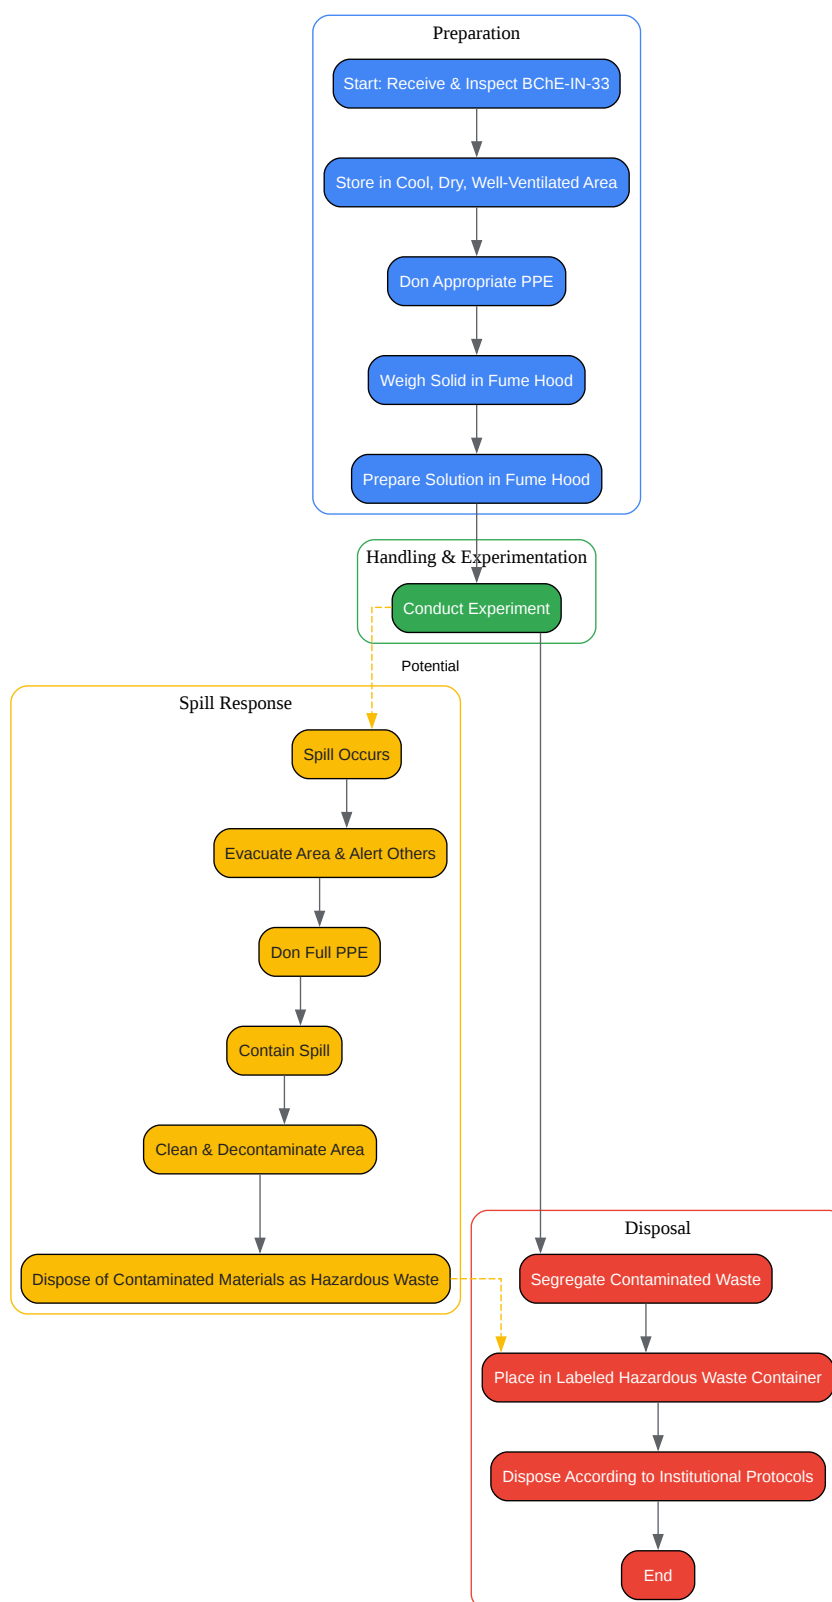 Preparation
Start: Receive & Inspect BChE-IN-33
Store in Cool, Dry, Well-Ventilated Area
Don Appropriate PPE
Weigh Solid in Fume Hood
Prepare Solution in Fume Hood
Handling & Experimentation
Conduct Experiment
Potential
Spill Response
Spill Occurs
Evacuate Area & Alert Others
Don Full PPE
Contain Spill
Clean & Decontaminate Area
Dispose of Contaminated Materials as Hazardous Waste
Disposal
Segregate Contaminated Waste
Place in Labeled Hazardous Waste Container
Dispose According to Institutional Protocols
End